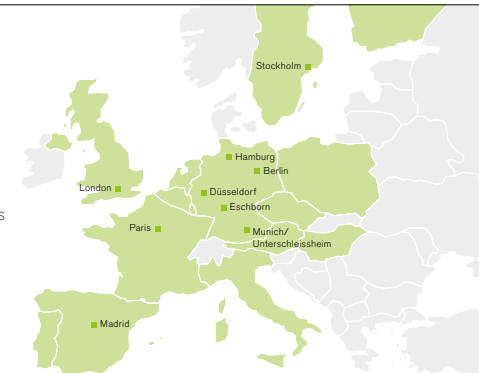 Stockholm
Hamburg
Berlin
London
Düsseldorf
Eschborn
s
Paris
Munich/
Unterschleissheim
Madrid